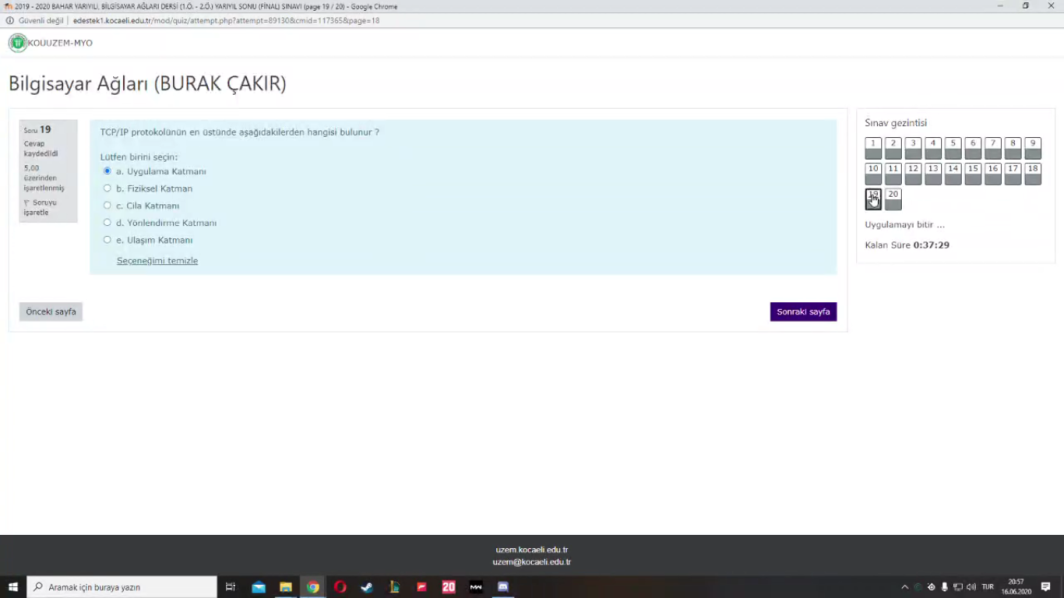 2019 - 2020 BAHAR YARIYILI, BİLGİSAYAR AĞLARI DERSİ (1.Ö. - 2.Ö.) YARIYIL SONU (FİNAL) SINAVI (page 19 / 20) - Google Chrome
Güvenli değil | edestek1.kocaeli.edu.tr/mod/quiz/attempt.php?attempt=89130&cmid=117365&page=18
KOÜUZEM-MYO
Bilgisayar Ağları (BURAK ÇAKIR)
Soru 19
Cevap
kaydedildi
5,00
üzerinden
işaretlenmiş
Soruyu
işaretle
TCP/IP protokolünün en üstünde aşağıdakilerden hangisi bulunur ?
Lütfen birini seçin:
a. Uygulama Katmanı
b. Fiziksel Katman
c. Cila Katmanı
d. Yönlendirme Katmanı
e. Ulaşım Katmanı
Seçeneğimi temizle
Önceki sayfa
Sonraki sayfa
Sınav gezintisi
1 2 3 4 5 6 7 8 9
10 11 12 13 14 15 16 17 18
19 20
Uygulamayı bitir ...
Kalan Süre 0:37:29
uzem.kocaeli.edu.tr
uzem@kocaeli.edu.tr
Aramak için buraya yazın
20
TUR
20:57
16.06.2020